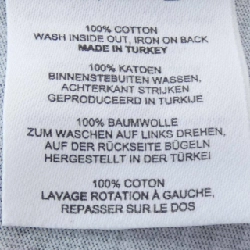 100% COTTON
WASH INSIDE OUT, IRON ON BACK
MADE IN TURKEY
100% KATOEN
BINNENSTEBUITEN WASSEN,
ACHTERKANT STRIJKEN
GEPRODUCEERD IN TURKIJE
100% BAUMWOLLE
ZUM WASCHEN AUF LINKS DREHEN,
AUF DER RÜCKSEITE BÜGELN
HERGESTELLT IN DER TÜRKEI
100% COTON
LAVAGE ROTATION À GAUCHE,
REPASSER SUR LE DOS